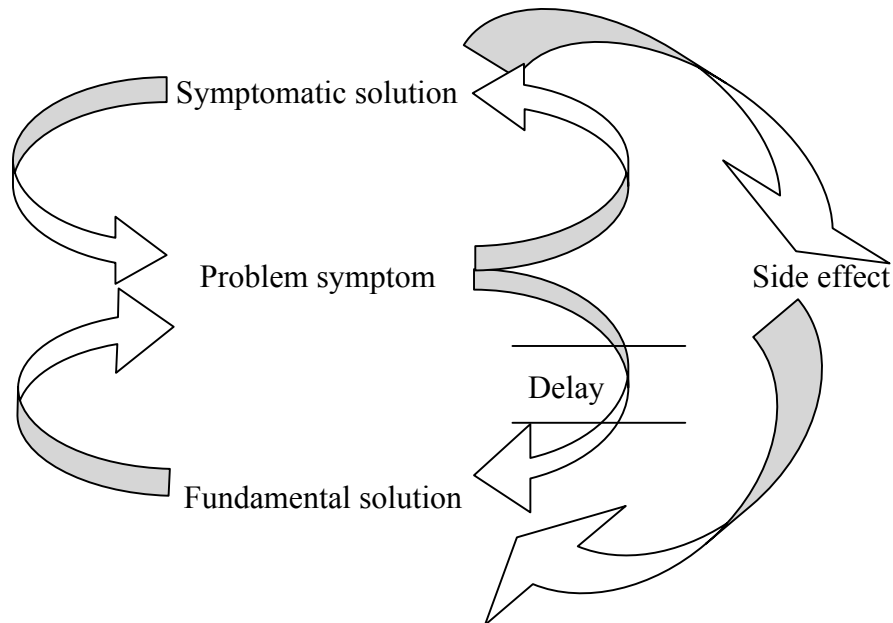 Symptomatic solution
Problem symptom
Side effect
Delay
Fundamental solution